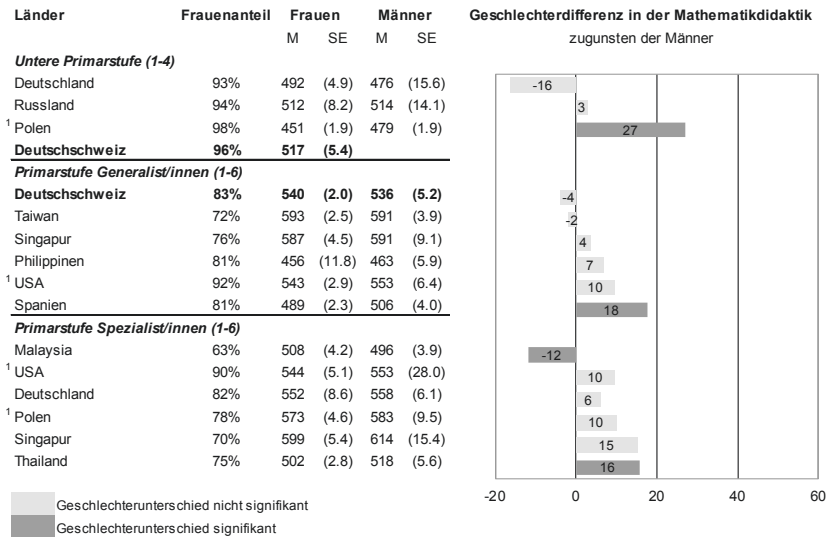 Länder Frauenanteil Frauen Männer Geschlechterdifferenz in der Mathematikdidaktik
M SE M SE zugunsten der Männer
Untere Primarstufe (1-4)
Deutschland 93% 492 (4.9) 476 (15.6) -16
Russland 94% 512 (8.2) 514 (14.1) 3
1 Polen 98% 451 (1.9) 479 (1.9) 27
Deutschschweiz 96% 517 (5.4)
Primarstufe Generalist/innen (1-6)
Deutschschweiz 83% 540 (2.0) 536 (5.2) -4
Taiwan 72% 593 (2.5) 591 (3.9) -2
Singapur 76% 587 (4.5) 591 (9.1) 4
Philippinen 81% 456 (11.8) 463 (5.9) 7
1 USA 92% 543 (2.9) 553 (6.4) 10
Spanien 81% 489 (2.3) 506 (4.0) 18
Primarstufe Spezialist/innen (1-6)
Malaysia 63% 508 (4.2) 496 (3.9) -12
1 USA 90% 544 (5.1) 553 (28.0) 10
Deutschland 82% 552 (8.6) 558 (6.1) 6
1 Polen 78% 573 (4.6) 583 (9.5) 10
Singapur 70% 599 (5.4) 614 (15.4) 15
Thailand 75% 502 (2.8) 518 (5.6) 16
-20 0 20 40 60
Geschlechterunterschied nicht signifikant
Geschlechterunterschied signifikant